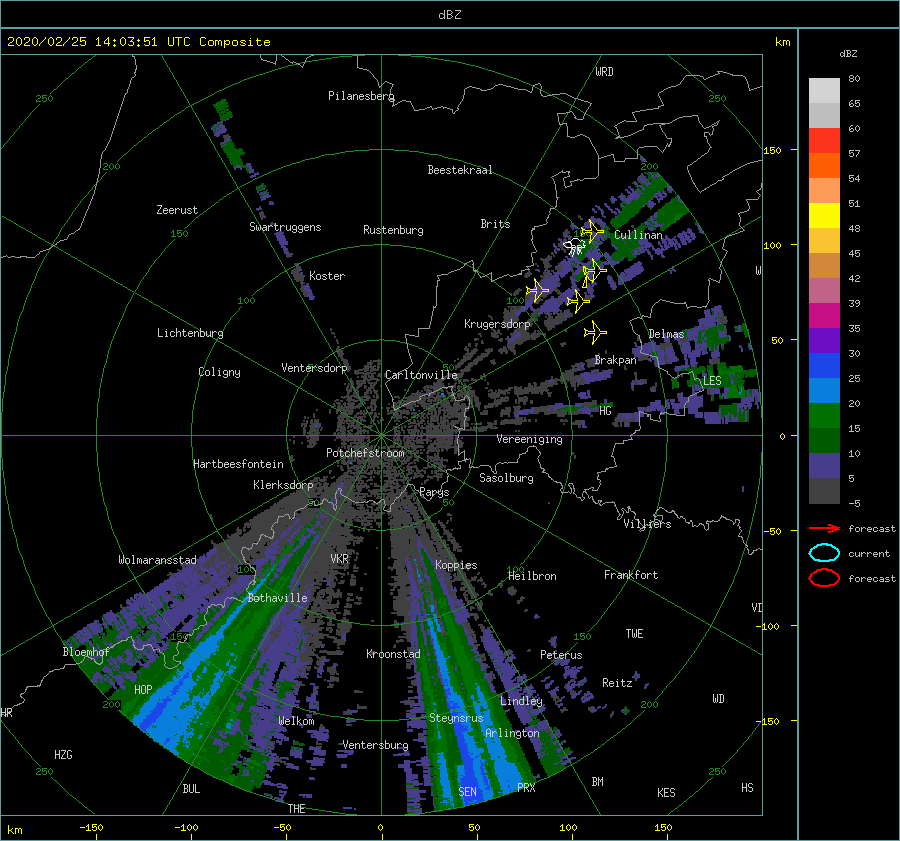 dBZ
2020/02/25 14:03:51 UTC Composite
km
dBZ
WRD
250
Pilanesberg
250
80
65
60
57
54
51
48
45
42
39
35
30
25
20
15
10
5
-5
forecast
current
forecast
150
100
50
0
-50
-100
-150
200
Beestekraal
200
Zeerust
150
Swartruggens
Rustenburg
Brits
Cullinan
W
Koster
100
100
Lichtenburg
Krugersdorp
Delmas
Coligny
Ventersdorp
Carltonville
Brakpan
LES
HG
Vereeniging
Potchefstroom
Hartbeesfontein
Klerksdorp
Sasolburg
Parys
50
50
Villiers
Wolmaransstad
VKR
Koppies
100
100
Heilbron
Frankfort
Bothaville
VD
150
150
TWE
Bloemhof
Kroonstad
Peterus
HOP
Reitz
WD
200
Lindley
200
HR
Welkom
Steynsrus
Arlington
HZG
Ventersburg
250
250
BUL
SEN
PRX
BM
KES
HS
THE
km
-150
-100
-50
0
50
100
150